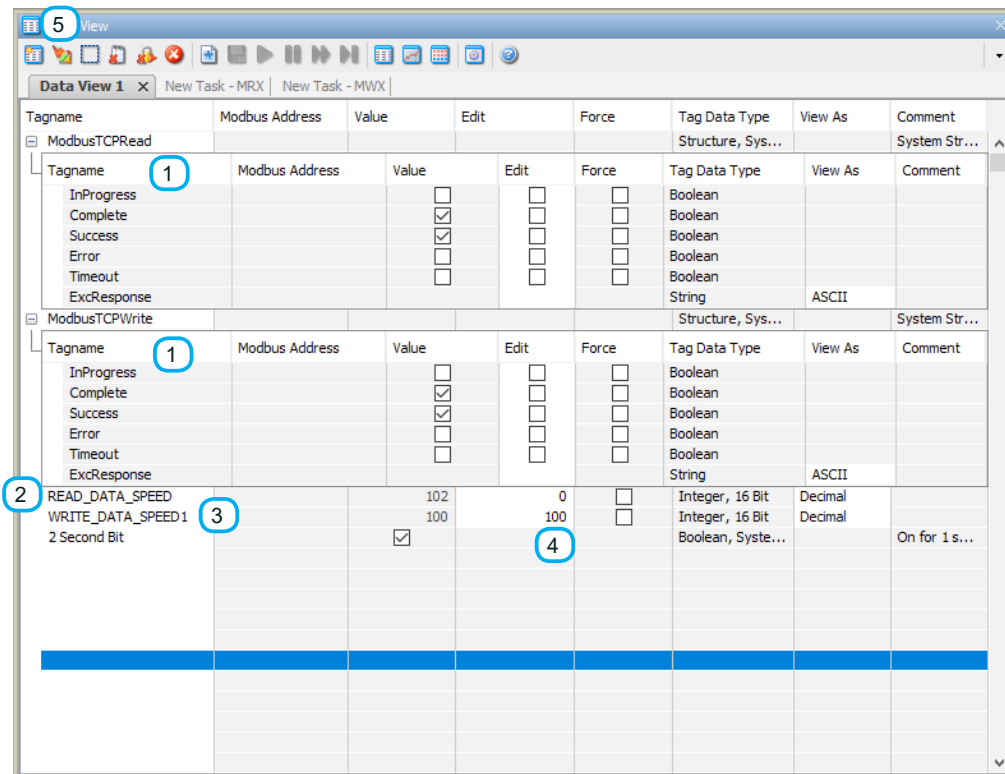 5 View
Data View 1 X New Task - MRX New Task - MWX
Tagname Modbus Address Value Edit Force Tag Data Type View As Comment
ModbusTCPRead Structure, Sys... System Str...
Tagname 1 Modbus Address Value Edit Force Tag Data Type View As Comment
InProgress Boolean
Complete Boolean
Success Boolean
Error Boolean
Timeout Boolean
ExcResponse String ASCII
ModbusTCPWrite Structure, Sys... System Str...
Tagname 1 Modbus Address Value Edit Force Tag Data Type View As Comment
InProgress Boolean
Complete Boolean
Success Boolean
Error Boolean
Timeout Boolean
ExcResponse String ASCII
2 READ_DATA_SPEED 102 0 Integer, 16 Bit Decimal
WRITE_DATA_SPEED1 3 100 100 Integer, 16 Bit Decimal
2 Second Bit 4 Boolean, Syste... On for 1 s...